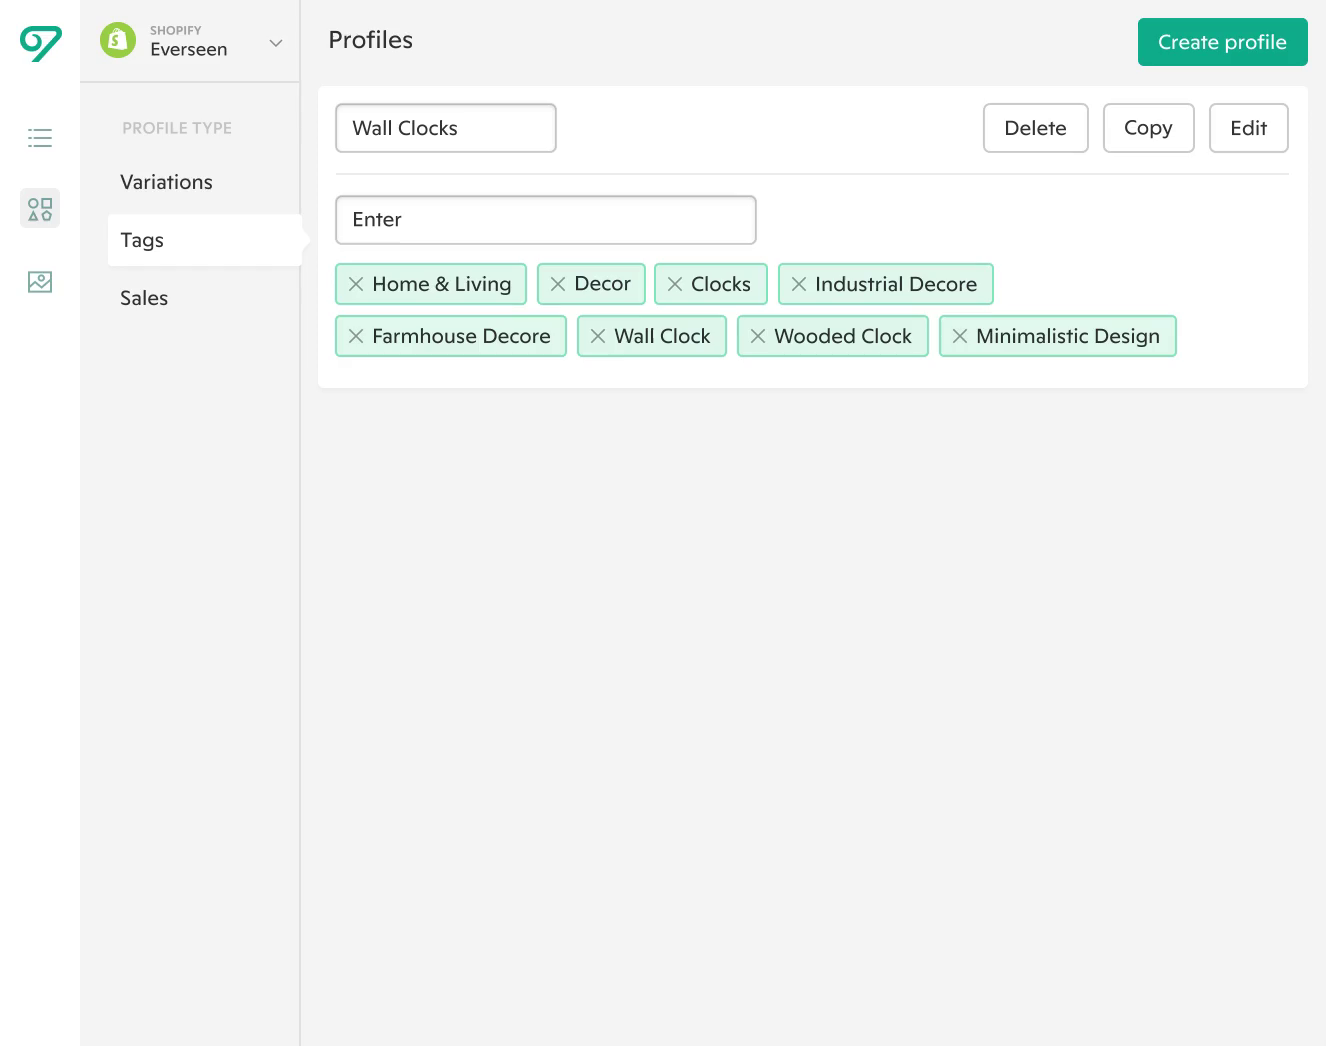 SHOPIFY
Everseen
Profiles
Create profile
PROFILE TYPE
Variations
Tags
Sales
Wall Clocks
Delete
Copy
Edit
Enter
Home & Living
Decor
Clocks
Industrial Decore
Farmhouse Decore
Wall Clock
Wooded Clock
Minimalistic Design